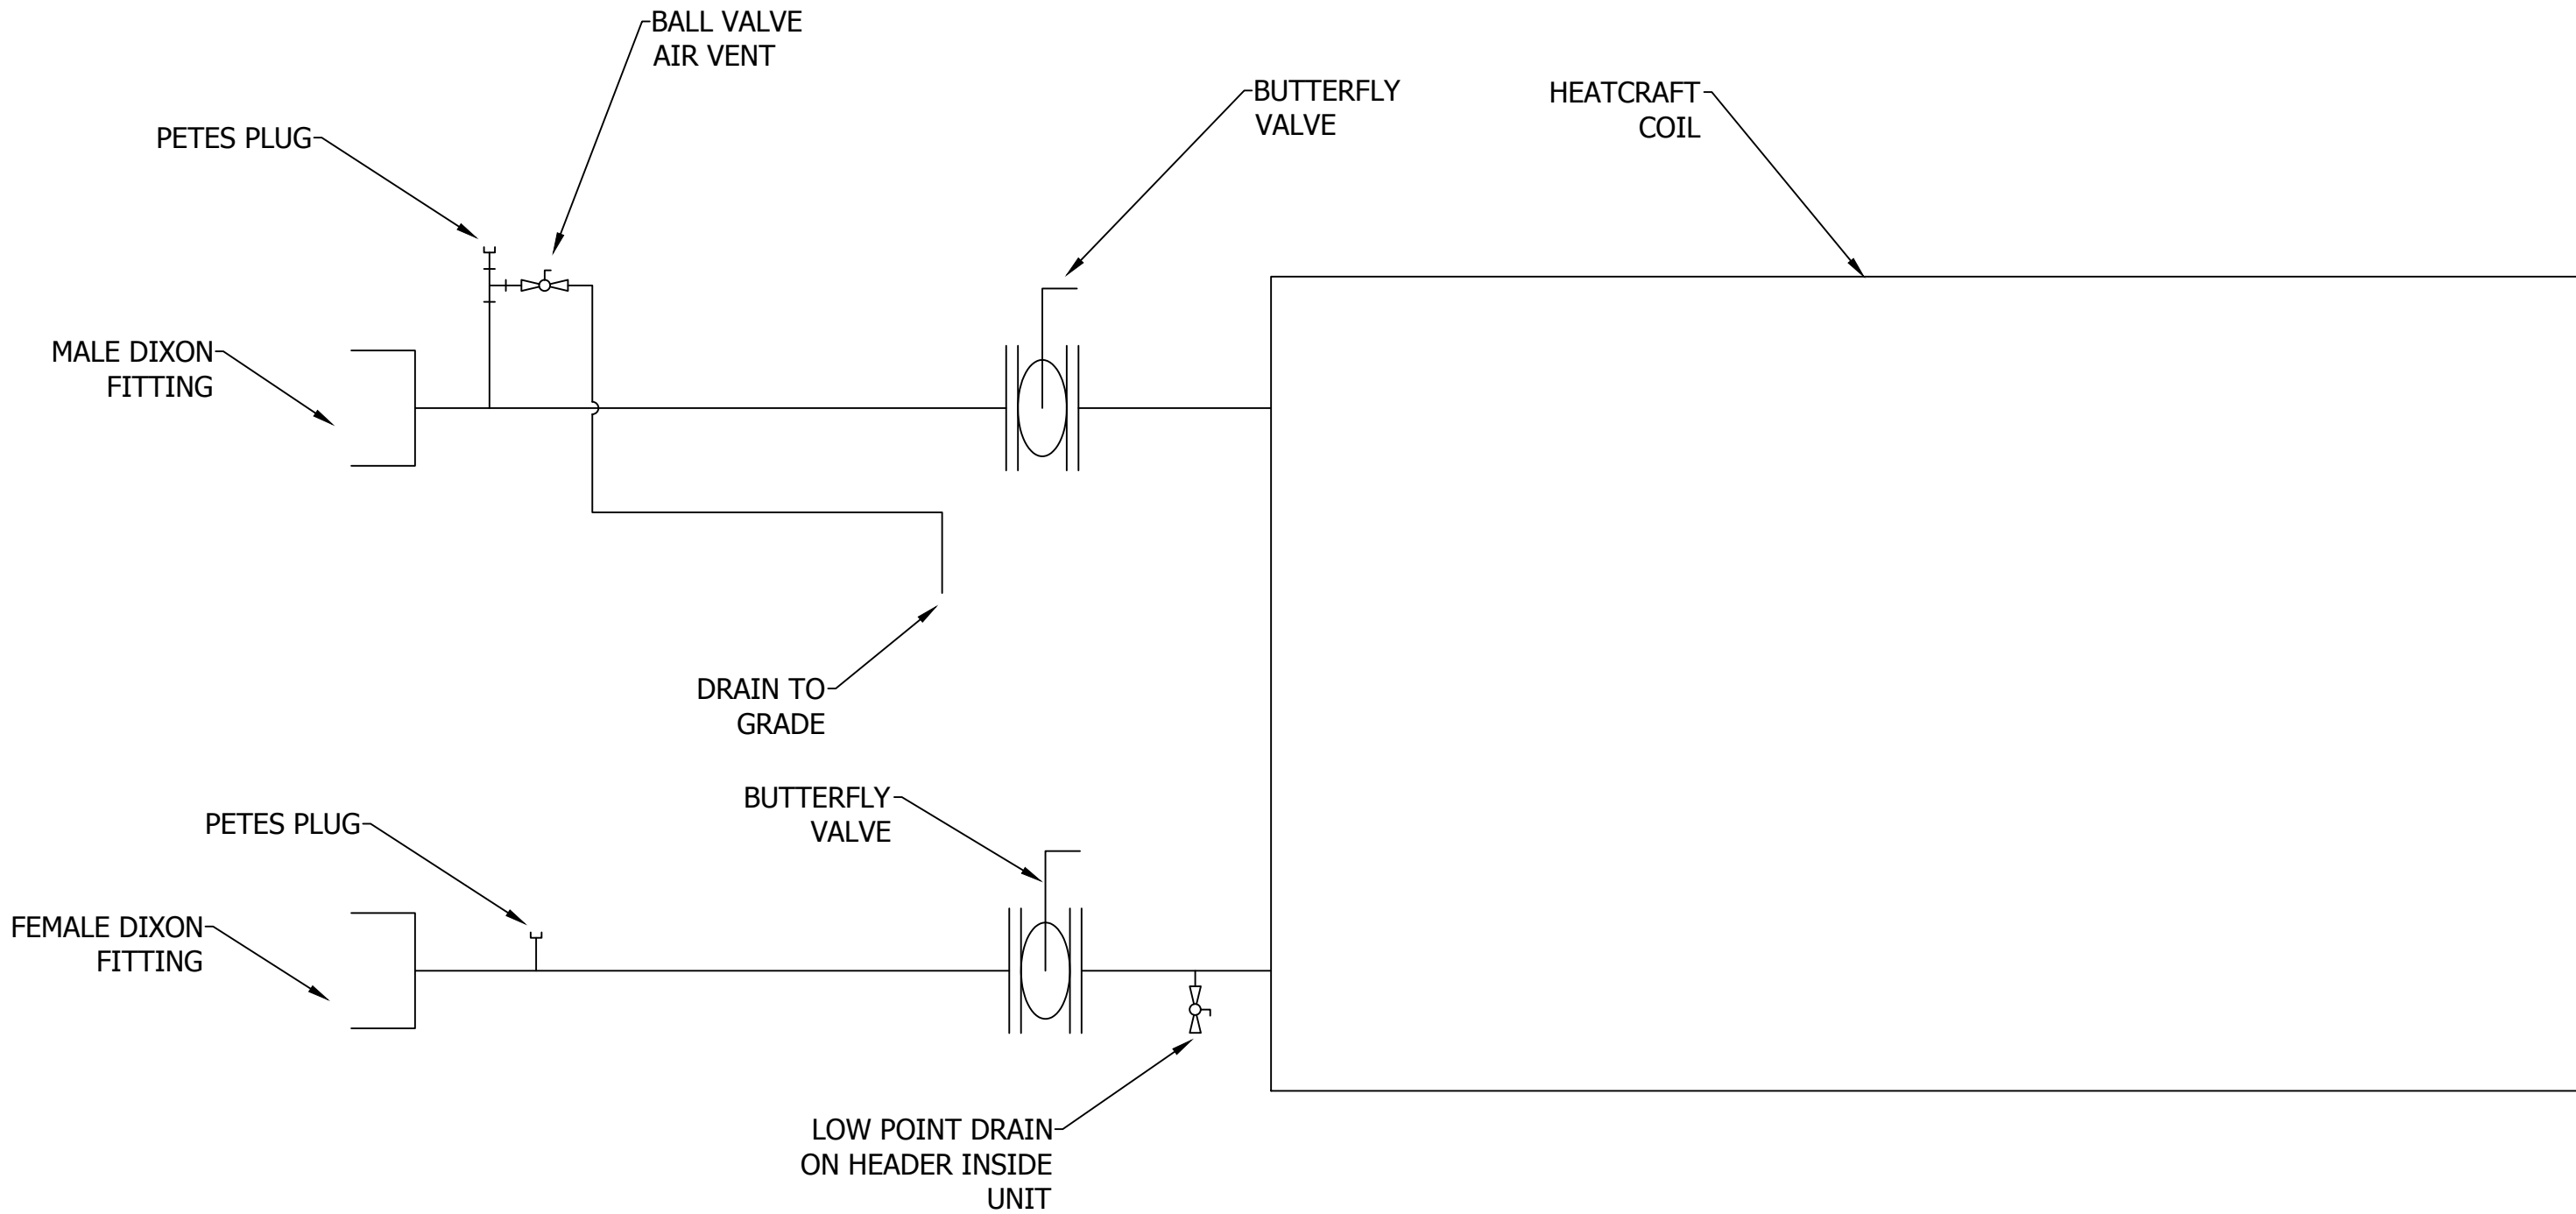 BALL VALVE
AIR VENT
BUTTERFLY
VALVE
HEATCRAFT
COIL
PETES PLUG
MALE DIXON
FITTING
DRAIN TO
GRADE
BUTTERFLY
VALVE
PETES PLUG
FEMALE DIXON
FITTING
LOW POINT DRAIN
ON HEADER INSIDE
UNIT